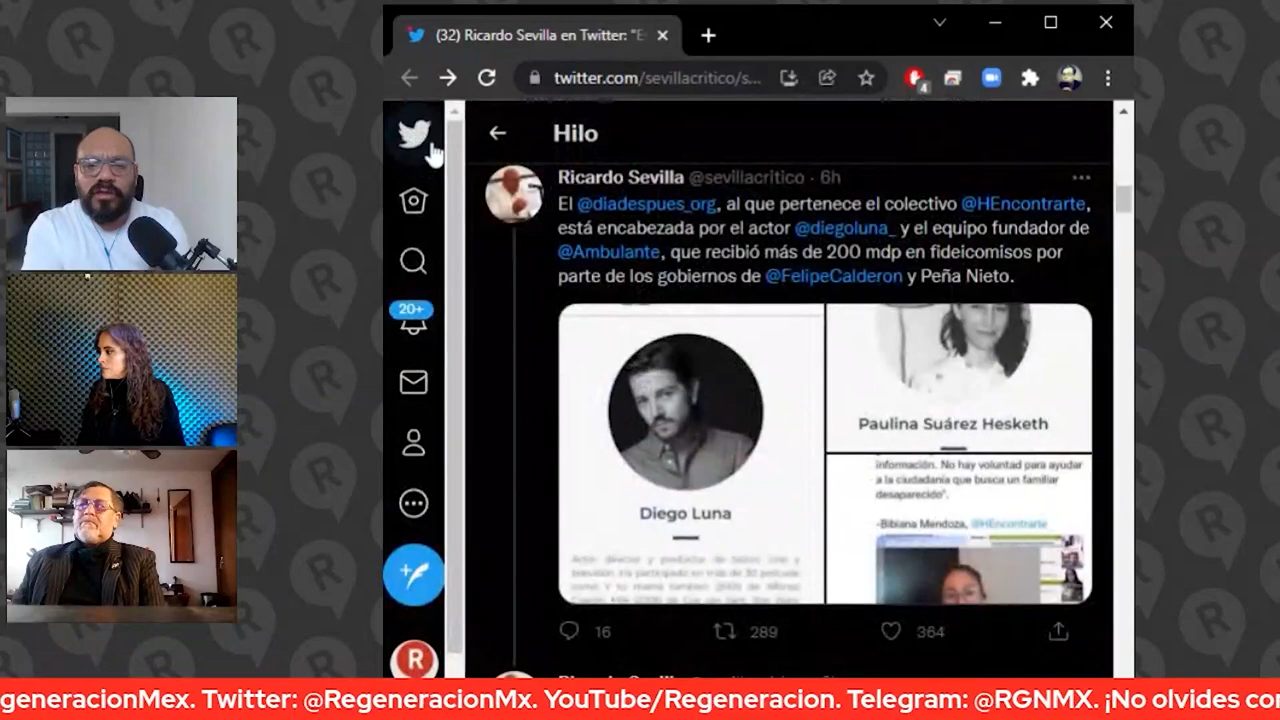 (32) Ricardo Sevilla en Twitter: "E
twitter.com/sevillacritico/s...
4
Hilo
20+
Ricardo Sevilla @sevillacritico · 6h
El @diadespues_org, al que pertenece el colectivo @HEncontrarte,
está encabezada por el actor @diegoluna_ y el equipo fundador de
@Ambulante, que recibió más de 200 mdp en fideicomisos por
parte de los gobiernos de @FelipeCalderon y Peña Nieto.
Diego Luna
Paulina Suárez Hesketh
información. No hay voluntad para ayudar
a la ciudadanía que busca un familiar
desaparecido".
-Bibiana Mendoza, @HEncontrarte
16
289
364
R
egeneracionMex. Twitter: @RegeneracionMx. YouTube/Regeneracion. Telegram: @RGNMX. ¡No olvides co